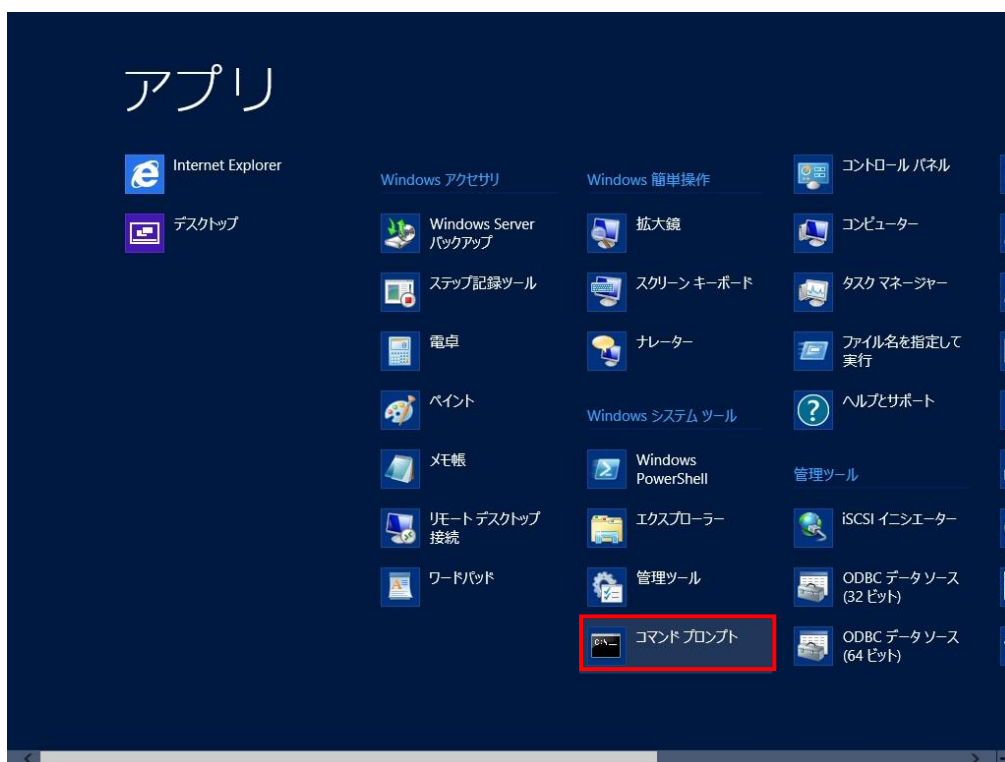 アプリ
Internet Explorer
デスクトップ
Windows アクセサリ
Windows Server
バックアップ
ステップ記録ツール
電卓
ペイント
メモ帳
リモート デスクトップ
接続
ワードパッド
Windows 簡単操作
拡大鏡
スクリーン キーボード
ナレーター
Windows システム ツール
Windows
PowerShell
エクスプローラー
管理ツール
コマンド プロンプト
コントロール パネル
コンピューター
タスク マネージャー
ファイル名を指定して
実行
ヘルプとサポート
管理ツール
iSCSI イニシエーター
ODBC データ ソース
(32 ビット)
ODBC データ ソース
(64 ビット)